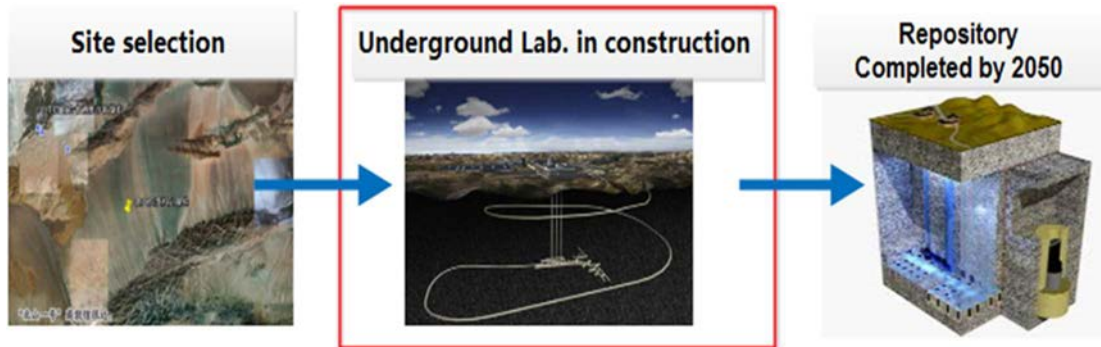 Site selection
Underground Lab. in construction
Repository
Completed by 2050